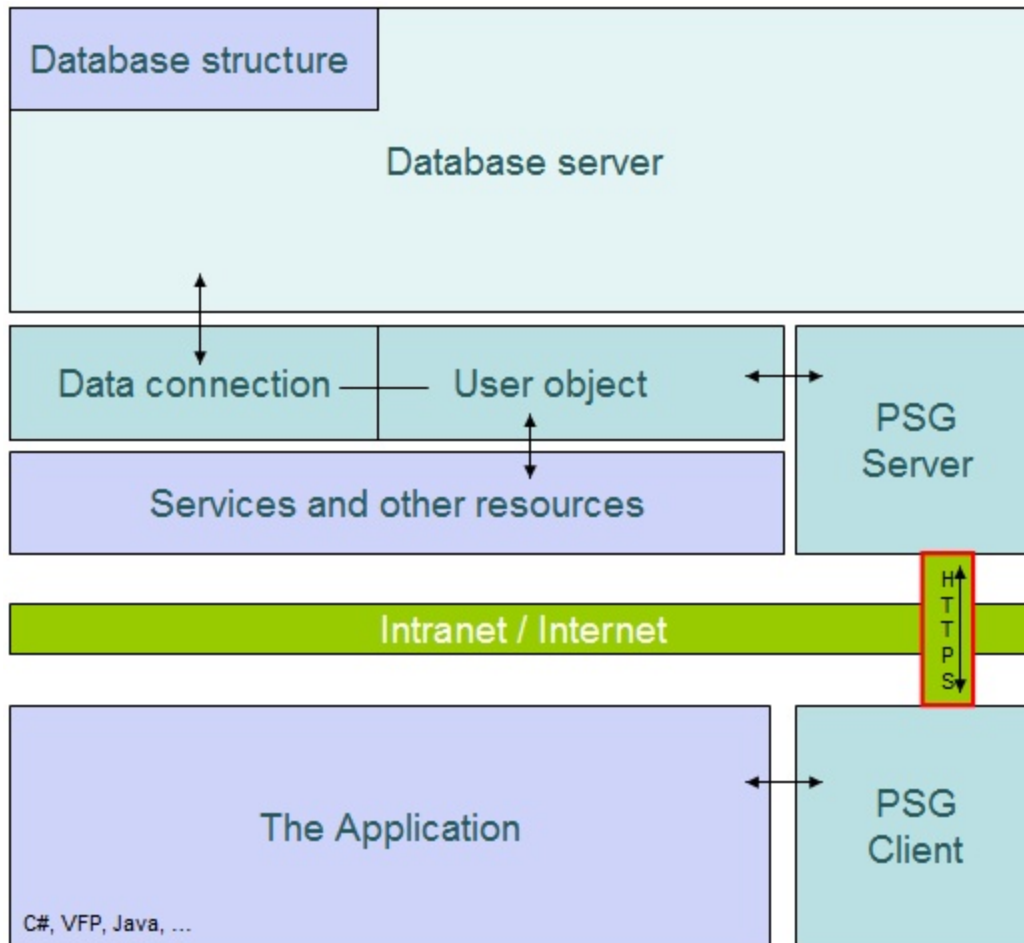 Database structure
Database server
Data connection
User object
PSG
Server
Services and other resources
HTTPS
Intranet / Internet
The Application
PSG
Client
C#, VFP, Java, ...